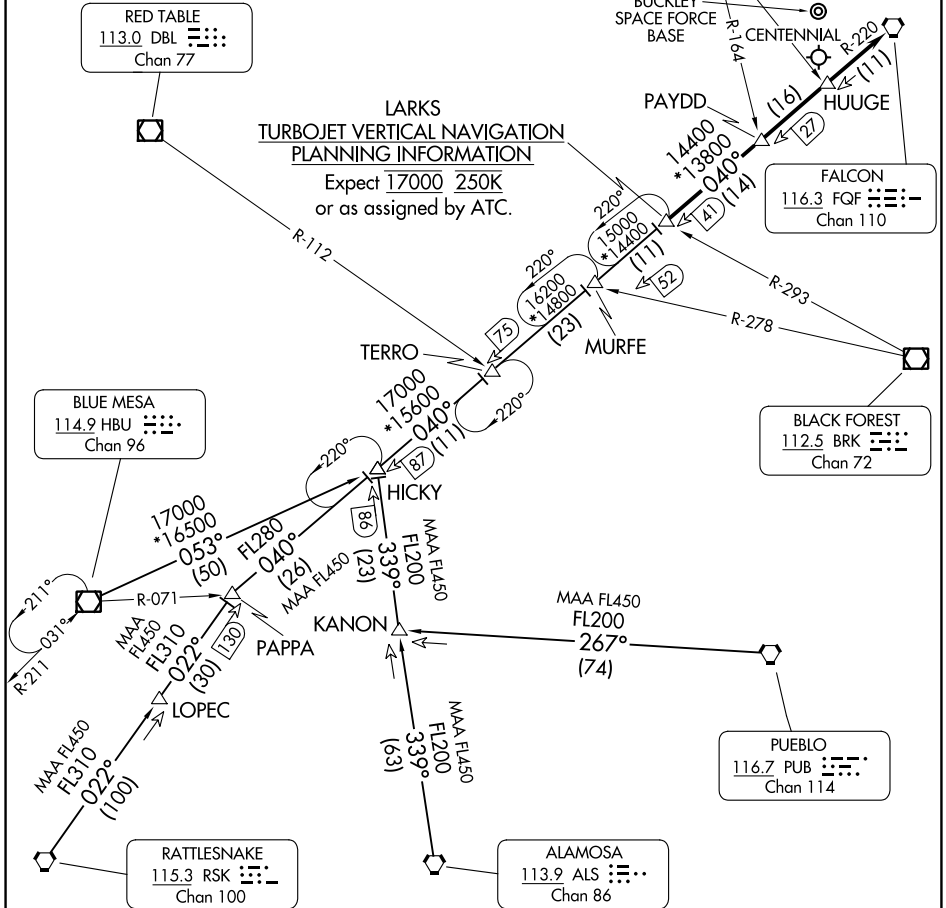 RED TABLE
113.0 DBL
Chan 77
BUCKLEY
SPACE FORCE
BASE
CENTENNIAL
R-164
R-220
(11)
HUUGE
(16)
PAYDD
27
LARKS
TURBOJET VERTICAL NAVIGATION
PLANNING INFORMATION
Expect 17000 250K
or as assigned by ATC.
14400
*13800
040°
(14)
41
FALCON
116.3 FQF
Chan 110
220°
15000
*14400
(11)
52
R-112
220°
16200
*14800
(23)
MURFE
R-293
R-278
75
TERRO
220°
BLACK FOREST
112.5 BRK
Chan 72
BLUE MESA
114.9 HBU
Chan 96
17000
*15600
040°
(11)
87
220°
HICKY
86
17000
*16500
053°
(50)
FL280
040°
(26)
MAA FL450
MAA FL450
FL200
339°
(23)
211°
031°
R-211
R-071
PAPPA
130
MAA
FL450
FL310
022°
(30)
KANON
MAA FL450
FL200
267°
(74)
LOPEC
MAA FL450
FL310
022°
(100)
MAA FL450
FL200
339°
(63)
PUEBLO
116.7 PUB
Chan 114
RATTLESNAKE
115.3 RSK
Chan 100
ALAMOSA
113.9 ALS
Chan 86